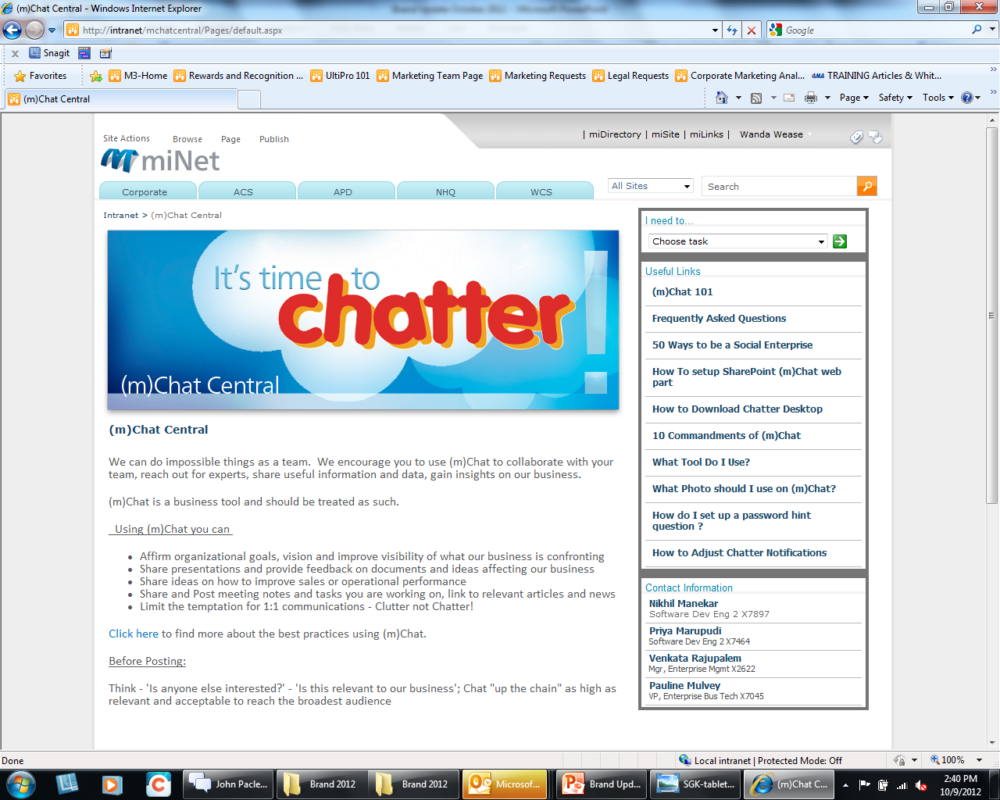 (m)Chat Central - Windows Internet Explorer
http://intranet/mchatcentral/Pages/default.aspx
Google
x Snagit
Favorites M3-Home Rewards and Recognition ... UltiPro 101 Marketing Team Page Marketing Requests Legal Requests Corporate Marketing Anal... AMA TRAINING Articles & Whit...
(m)Chat Central
Page Safety Tools
Site Actions Browse Page Publish
| miDirectory | miSite | miLinks | Wanda Wease
miNet
Corporate ACS APD NHQ WCS
All Sites Search
Intranet > (m)Chat Central
It's time to
chatter!
(m)Chat Central
(m)Chat Central
We can do impossible things as a team. We encourage you to use (m)Chat to collaborate with your
team, reach out for experts, share useful information and data, gain insights on our business.
(m)Chat is a business tool and should be treated as such.
Using (m)Chat you can
• Affirm organizational goals, vision and improve visibility of what our business is confronting
• Share presentations and provide feedback on documents and ideas affecting our business
• Share ideas on how to improve sales or operational performance
• Share and Post meeting notes and tasks you are working on, link to relevant articles and news
• Limit the temptation for 1:1 communications - Clutter not Chatter!
Click here to find more about the best practices using (m)Chat.
Before Posting:
Think - 'Is anyone else interested?' - 'Is this relevant to our business'; Chat "up the chain" as high as
relevant and acceptable to reach the broadest audience
I need to...
Choose task
Useful Links
(m)Chat 101
Frequently Asked Questions
50 Ways to be a Social Enterprise
How To setup SharePoint (m)Chat web
part
How to Download Chatter Desktop
10 Commandments of (m)Chat
What Tool Do I Use?
What Photo should I use on (m)Chat?
How do I set up a password hint
question ?
How to Adjust Chatter Notifications
Contact Information
Nikhil Manekar
Software Dev Eng 2 X7897
Priya Marupudi
Software Dev Eng 2 X7464
Venkata Rajupalem
Mgr, Enterprise Mgmt X2622
Pauline Mulvey
VP, Enterprise Bus Tech X7045
Done
Local intranet | Protected Mode: Off
100%
John Pacle... Brand 2012 Brand 2012 Microsof... Brand Upd... SGK-tablet... (m)Chat C...
2:40 PM
10/9/2012